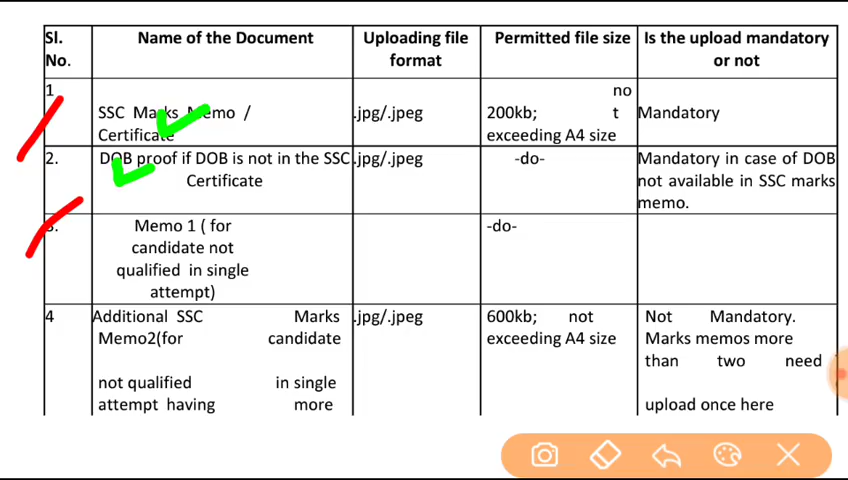 Sl. No. Name of the Document Uploading file format Permitted file size Is the upload mandatory or not
1 SSC Marks Memo / Certificate .jpg/.jpeg 200kb; not exceeding A4 size Mandatory
2. DOB proof if DOB is not in the SSC Certificate .jpg/.jpeg -do- Mandatory in case of DOB not available in SSC marks memo.
3. Memo 1 ( for candidate not qualified in single attempt) -do-
4 Additional SSC Marks Memo2(for candidate not qualified in single attempt having more .jpg/.jpeg 600kb; not exceeding A4 size Not Mandatory. Marks memos more than two need upload once here